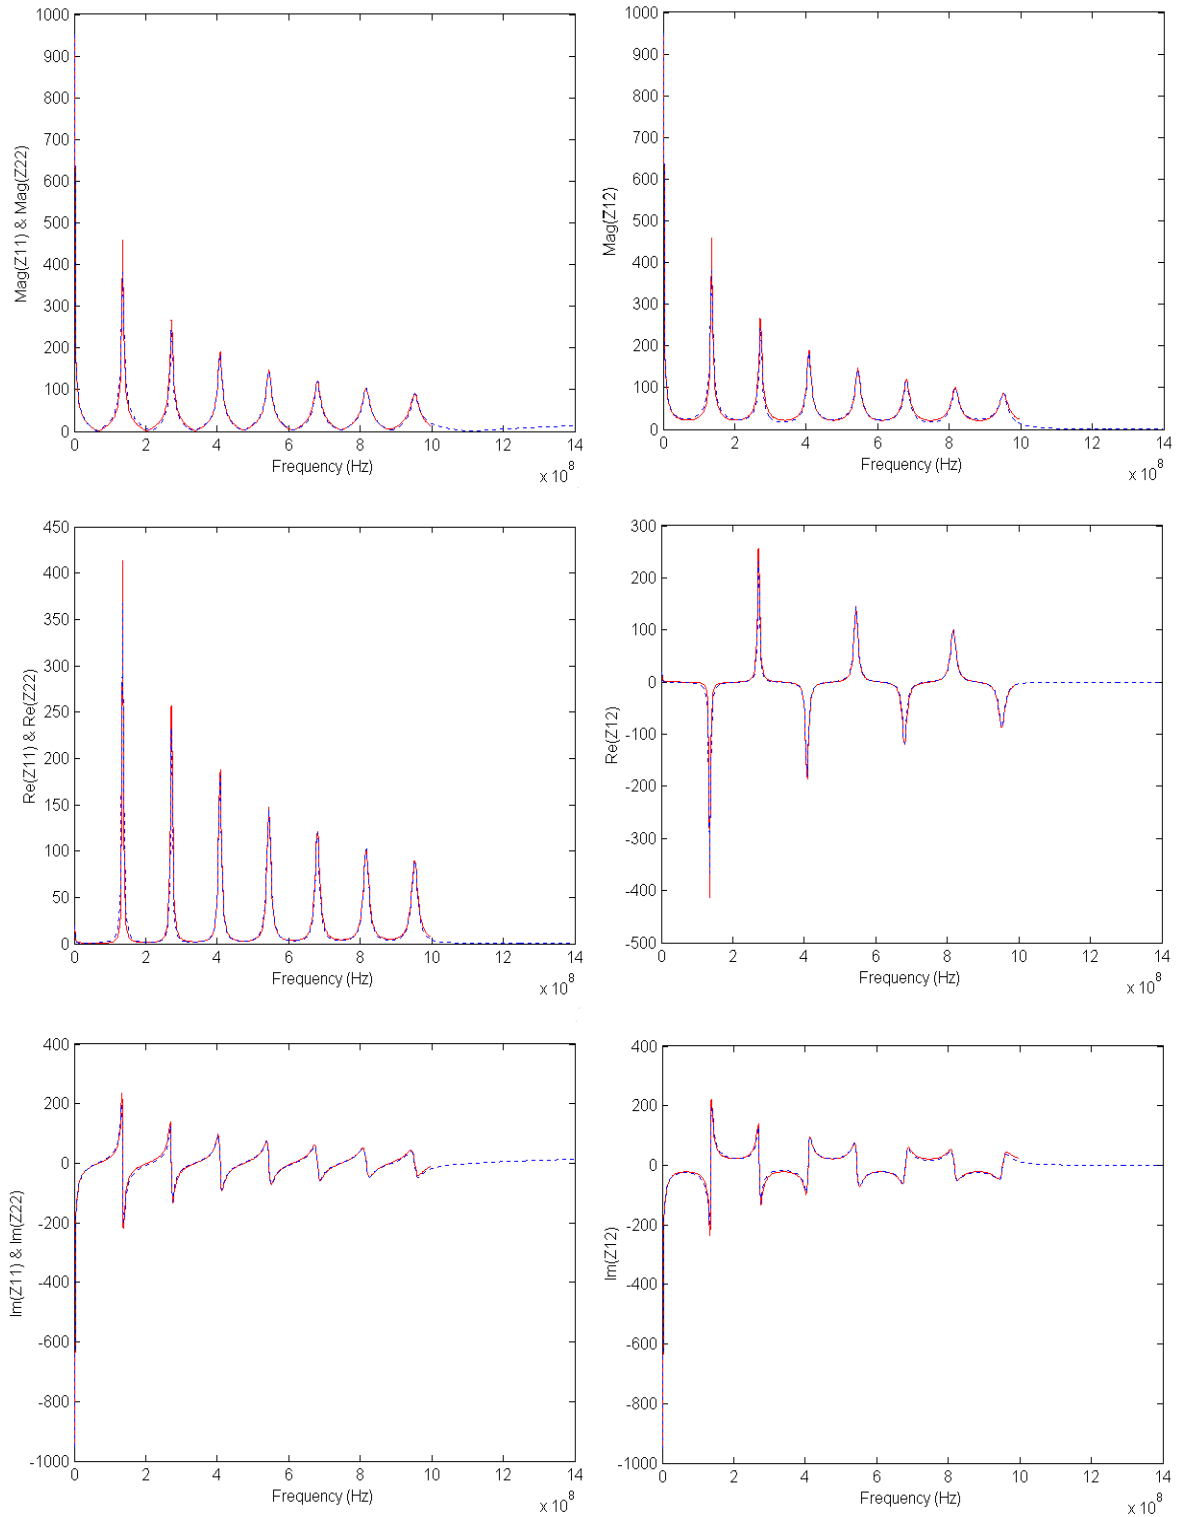 1000
900
800
700
600
500
400
300
200
100
0
Mag(Z11) & Mag(Z22)
0 2 4 6 8 10 12 14
Frequency (Hz)
x 10^8
1000
900
800
700
600
500
400
300
200
100
0
Mag(Z12)
0 2 4 6 8 10 12 14
Frequency (Hz)
x 10^8
450
400
350
300
250
200
150
100
50
0
Re(Z11) & Re(Z22)
0 2 4 6 8 10 12 14
Frequency (Hz)
x 10^8
300
200
100
0
-100
-200
-300
-400
-500
Re(Z12)
0 2 4 6 8 10 12 14
Frequency (Hz)
x 10^8
400
200
0
-200
-400
-600
-800
-1000
Im(Z11) & Im(Z22)
0 2 4 6 8 10 12 14
Frequency (Hz)
x 10^8
400
200
0
-200
-400
-600
-800
-1000
Im(Z12)
0 2 4 6 8 10 12 14
Frequency (Hz)
x 10^8